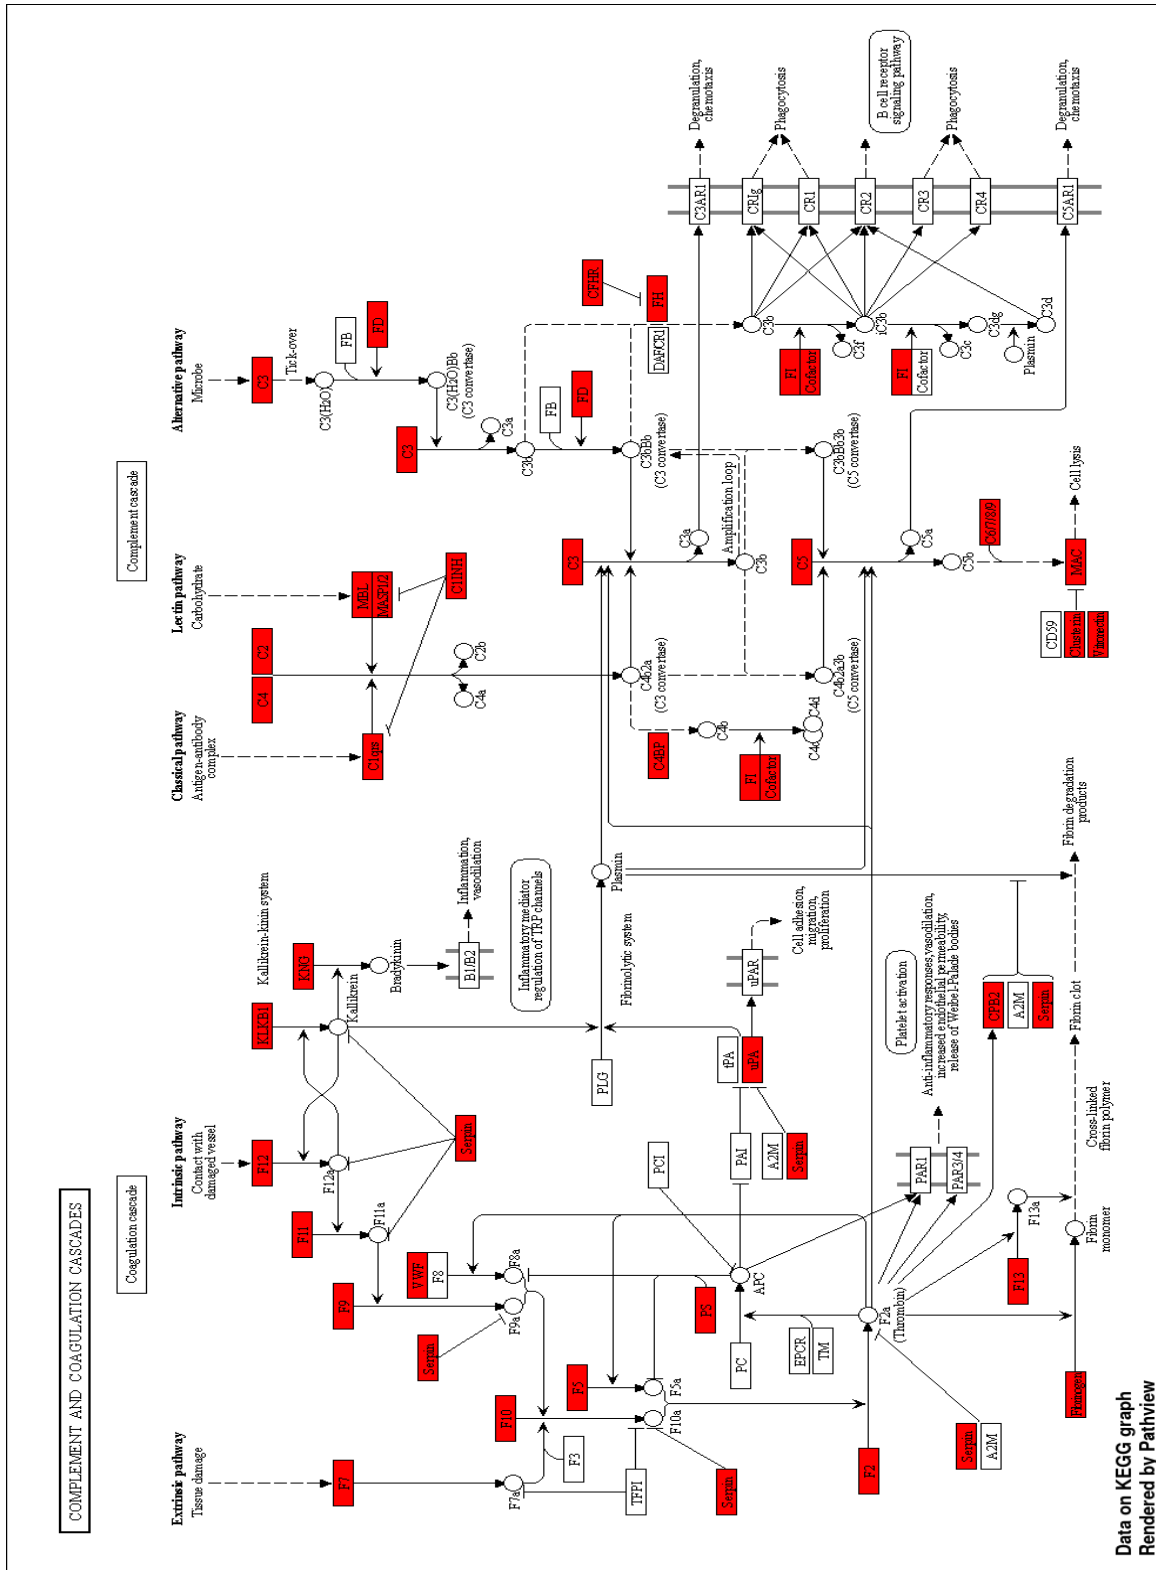 COMPLEMENT AND COAGULATION CASCADES
Coagulation cascade
Complement cascade
Extrinsic pathway
Tissue damage
Intrinsic pathway
Contact with
damaged vessel
Kallikrein-kinin system
Classical pathway
Antigen-antibody
complex
Lectin pathway
Carbohydrate
Alternative pathway
Microbe
F7
F7a
F3
TFPI
F10
F10a
Serpin
F5
F5a
Serpin
F9
F9a
VWF
F8
F8a
F11
F11a
F12
F12a
Serpin
KLKB1
Kallikrein
KNG
Bradykinin
B1/B2
Inflammation,
vasodilation
Inflammatory mediator
regulation of TRP channels
PS
PC
APC
PCI
EPCR
TM
PLG
Plasmin
Fibrinolytic system
PAI
A2M
Serpin
tPA
uPA
uPAR
Cell adhesion,
migration,
proliferation
F2
F2a
(Thrombin)
Serpin
A2M
PAR1
PAR3/4
Platelet activation
Anti-inflammatory responses,vasodilation,
increased endothelial permeability,
release of Weibel-Palade bodies
CPB2
A2M
Serpin
F13
F13a
Fibrinogen
Fibrin
monomer
Cross-linked
fibrin polymer
Fibrin clot
Fibrin degradation
products
C1qrs
C4
C2
MBL
MASP1/2
C1INH
C4a
C2b
C4b2a
(C3 convertase)
C4BP
C4b
FI
Cofactor
C4c
C4d
C4b2a3b
(C5 convertase)
C3
Tick-over
C3(H2O)
FB
FD
C3(H2O)Bb
(C3 convertase)
C3
C3a
C3b
FB
FD
C3bBb
(C3 convertase)
C3
C3a
C3b
Amplification loop
C3bBb3b
(C5 convertase)
C5
C5a
C5b
C6/7/8/9
MAC
Cell lysis
CD59
Clusterin
Vitronectin
CFHR
FH
DAF/CR1
C3b
FI
Cofactor
C3f
iC3b
FI
Cofactor
C3c
C3dg
Plasmin
C3d
C3AR1
CRIg
CR1
CR2
CR3
CR4
C5AR1
Degranulation,
chemotaxis
Phagocytosis
B cell receptor
signaling pathway
Phagocytosis
Degranulation,
chemotaxis
Data on KEGG graph
Rendered by Pathview